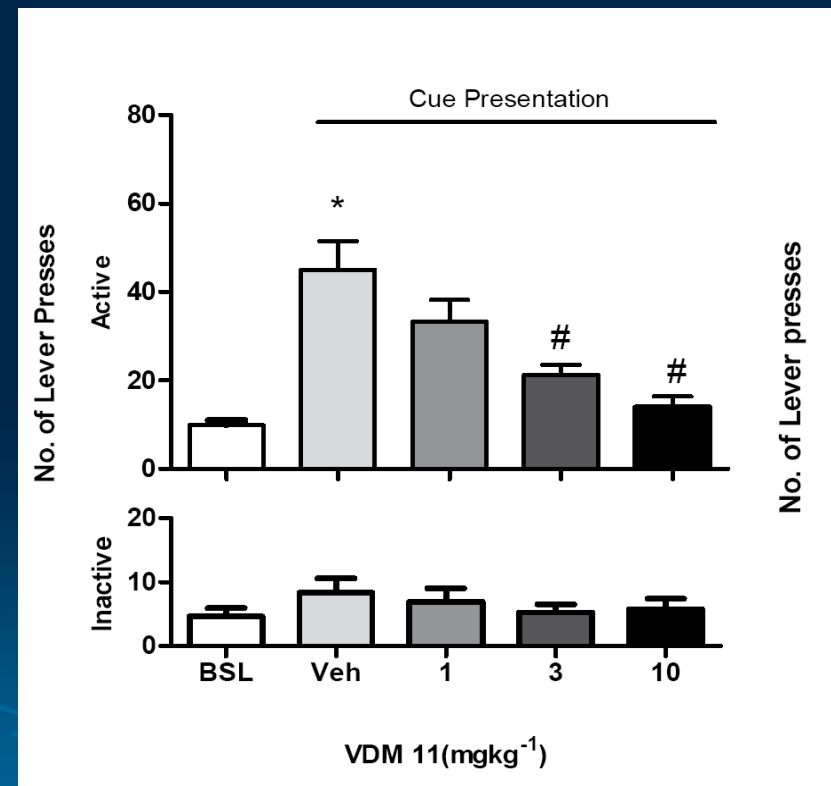 Cue Presentation
80
60
40
20
0
*
#
#
No. of Lever Presses
Active
No. of Lever presses
20
10
0
Inactive
BSL Veh 1 3 10
VDM 11(mgkg⁻¹)